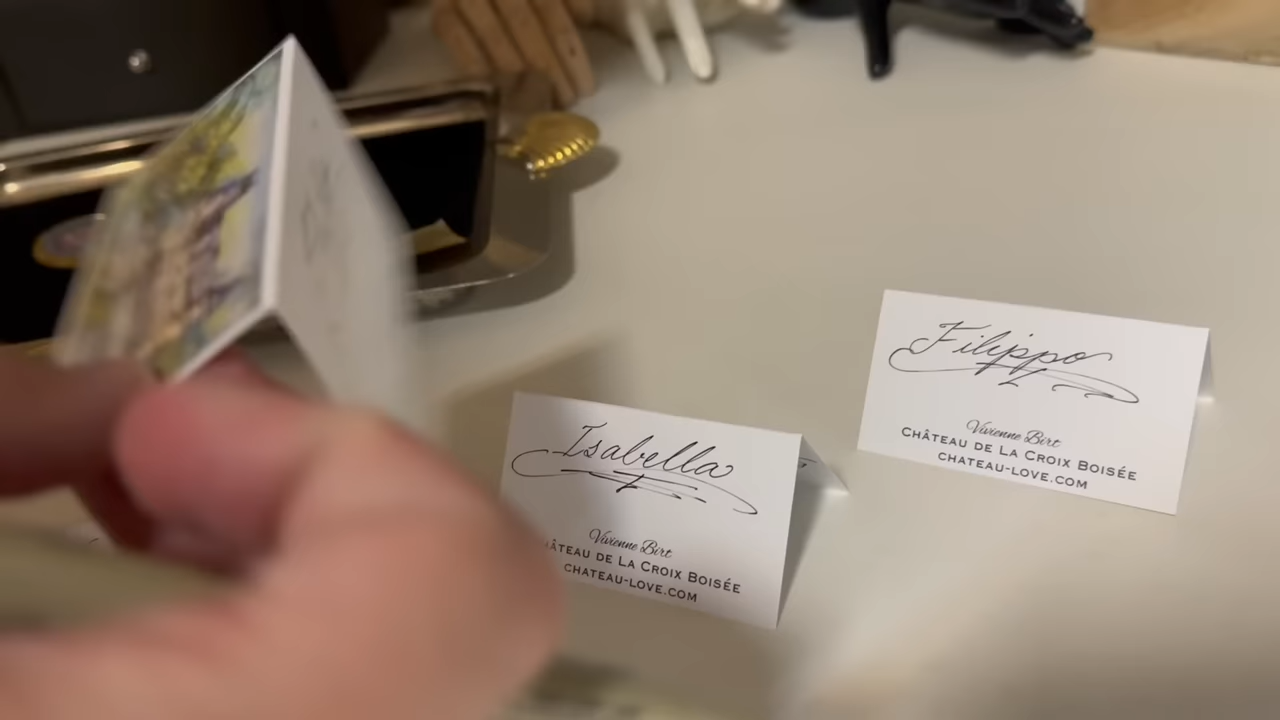 Isabella
Vivienne Birt
Château de La Croix Boisée
chateau-love.com
Filippo
Vivienne Birt
Château de La Croix Boisée
chateau-love.com